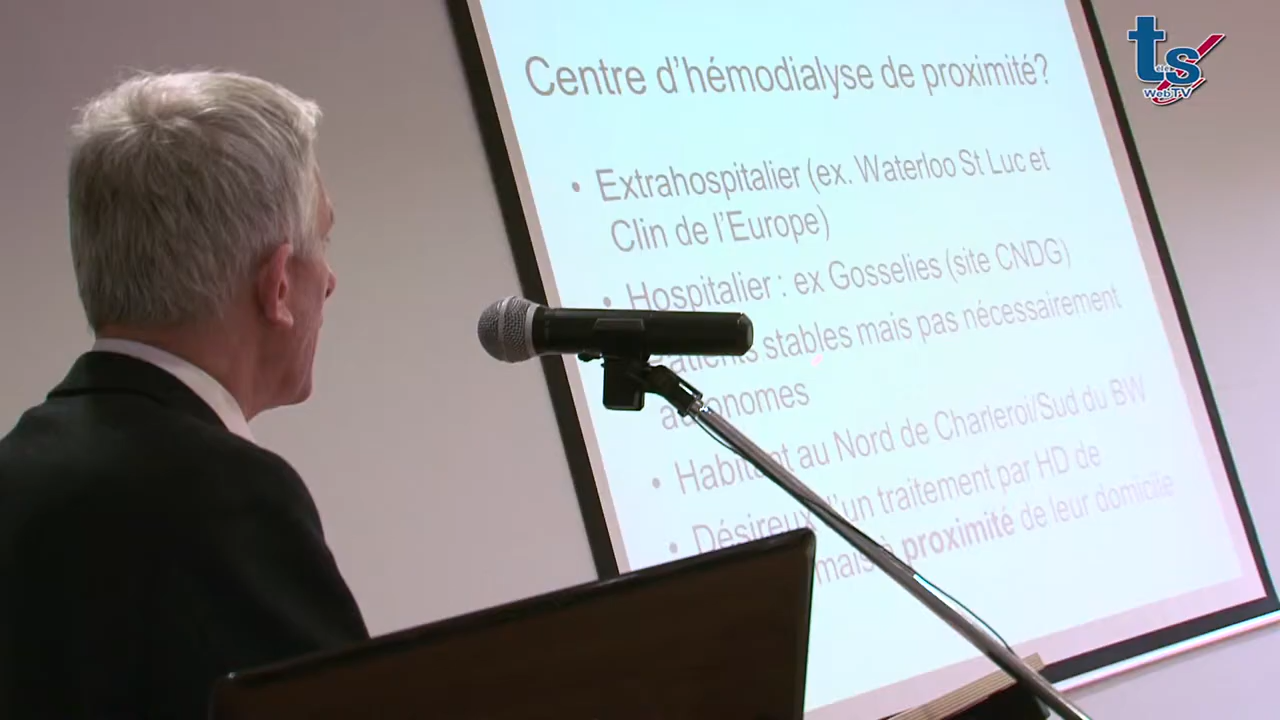 Centre d'hémodialyse de proximité?
• Extrahospitalier (ex. Waterloo St Luc et
Clin de l'Europe)
• Hospitalier : ex Gosselies (site CNDG)
stables mais pas nécessairement
• Habitant au Nord de Charleroi/Sud du BW
• Désireux d'un traitement par HD de
mais à proximité de leur domicile
ts
télé
WebTV